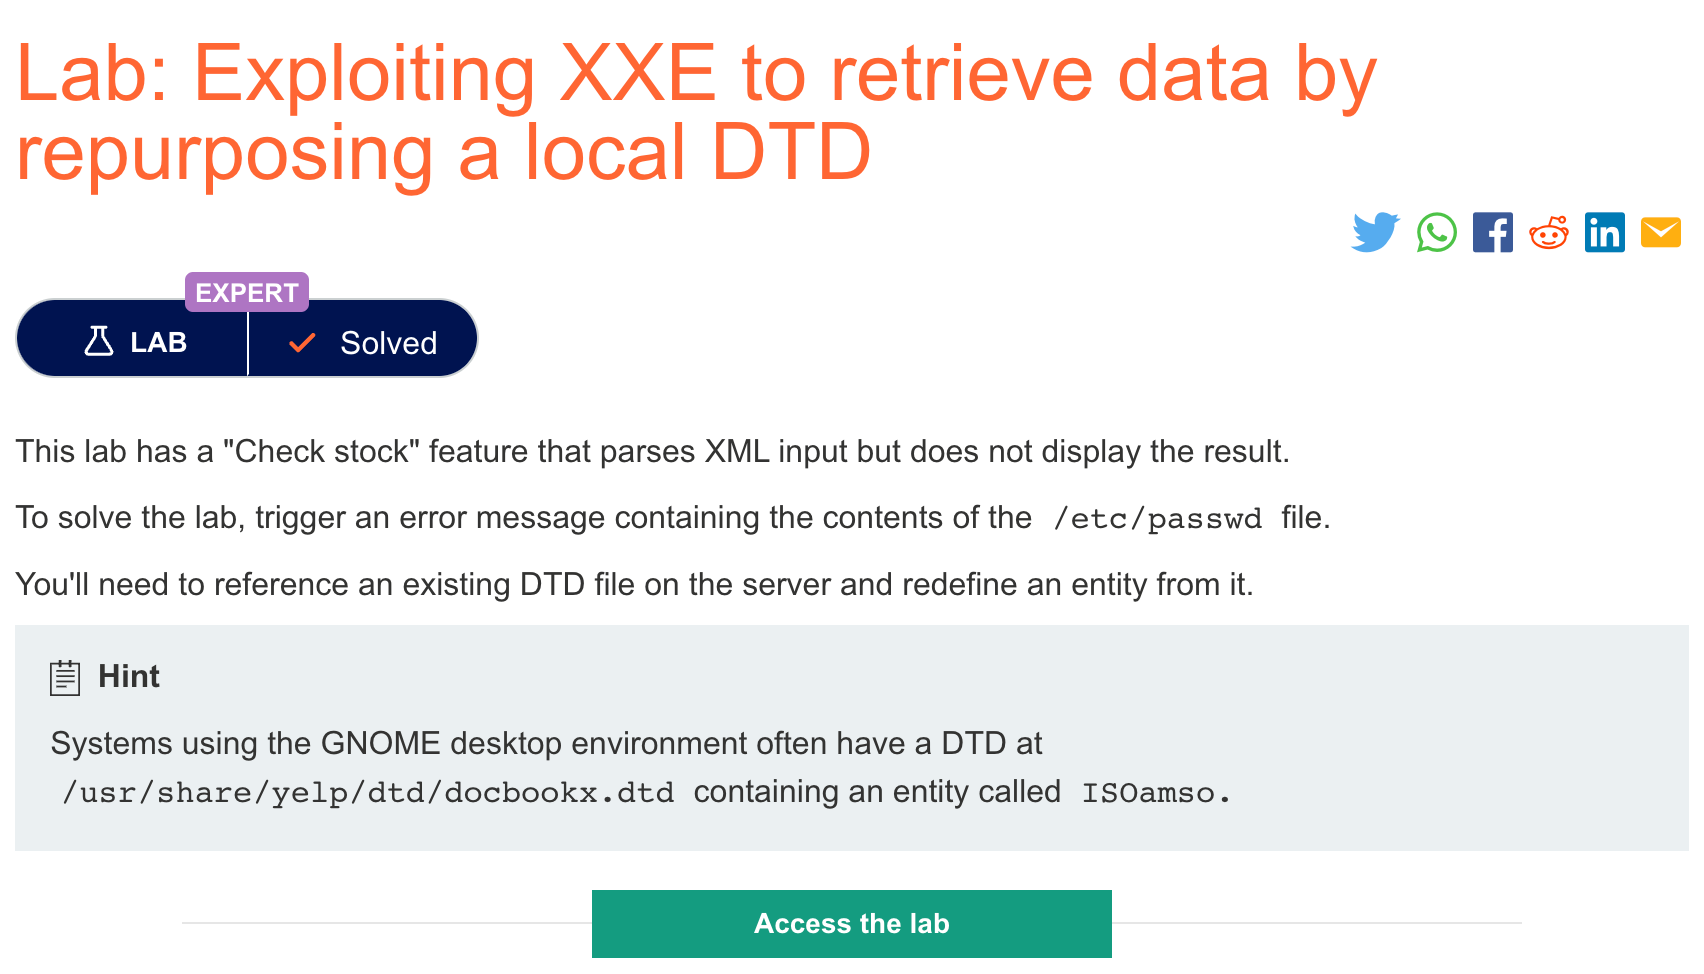 Lab: Exploiting XXE to retrieve data by
repurposing a local DTD
EXPERT
LAB
Solved
This lab has a "Check stock" feature that parses XML input but does not display the result.
To solve the lab, trigger an error message containing the contents of the /etc/passwd file.
You'll need to reference an existing DTD file on the server and redefine an entity from it.
Hint
Systems using the GNOME desktop environment often have a DTD at
/usr/share/yelp/dtd/docbookx.dtd containing an entity called ISOamso.
Access the lab